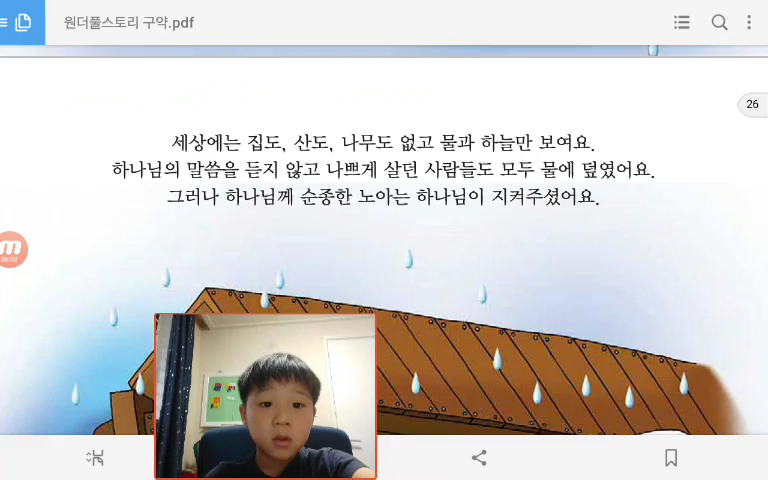 원더풀스토리 구약.pdf
26
세상에는 집도, 산도, 나무도 없고 물과 하늘만 보여요.
하나님의 말씀을 듣지 않고 나쁘게 살던 사람들도 모두 물에 덮였어요.
그러나 하나님께 순종한 노아는 하나님이 지켜주셨어요.